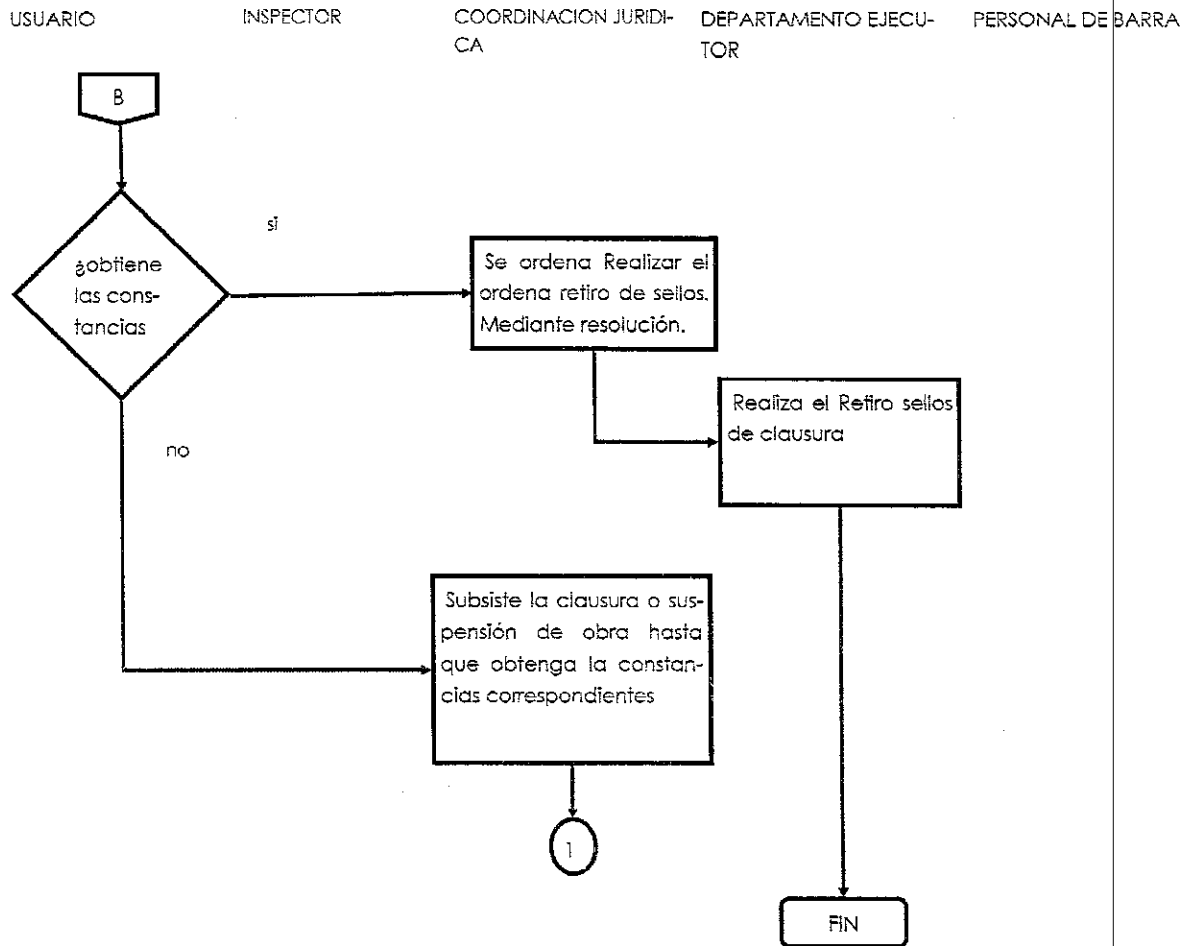 USUARIO
INSPECTOR
COORDINACION JURIDI-
CA
DEPARTAMENTO EJECU-
TOR
PERSONAL DE BARRA
B
si
¿obtiene
las cons-
tancias
Se ordena Realizar el
ordena retiro de sellos.
Mediante resolución.
Realiza el Retiro sellos
de clausura
no
Subsiste la clausura o sus-
pensión de obra hasta
que obtenga la constan-
cias correspondientes
1
FIN